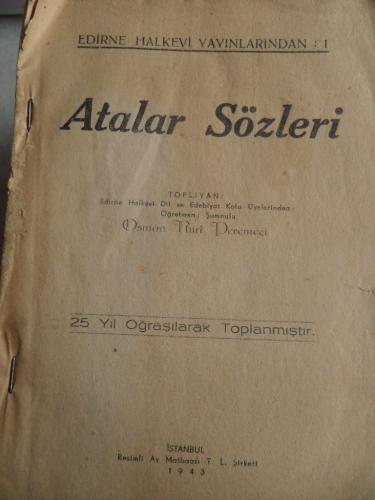 EDİRNE HALKEVİ YAYINLARINDAN : 1
Atalar Sözleri
TOPLIYAN:
Edirne Halkevi Dil ve Edebiyat Kolu Üyelerinden
Öğretmen: Şumnulu
Osman Nuri Peremeci
25 Yıl Oğraşılarak Toplanmıştır.
İSTANBUL
Resimli Ay Matbaası T. L. Şirketi
1943